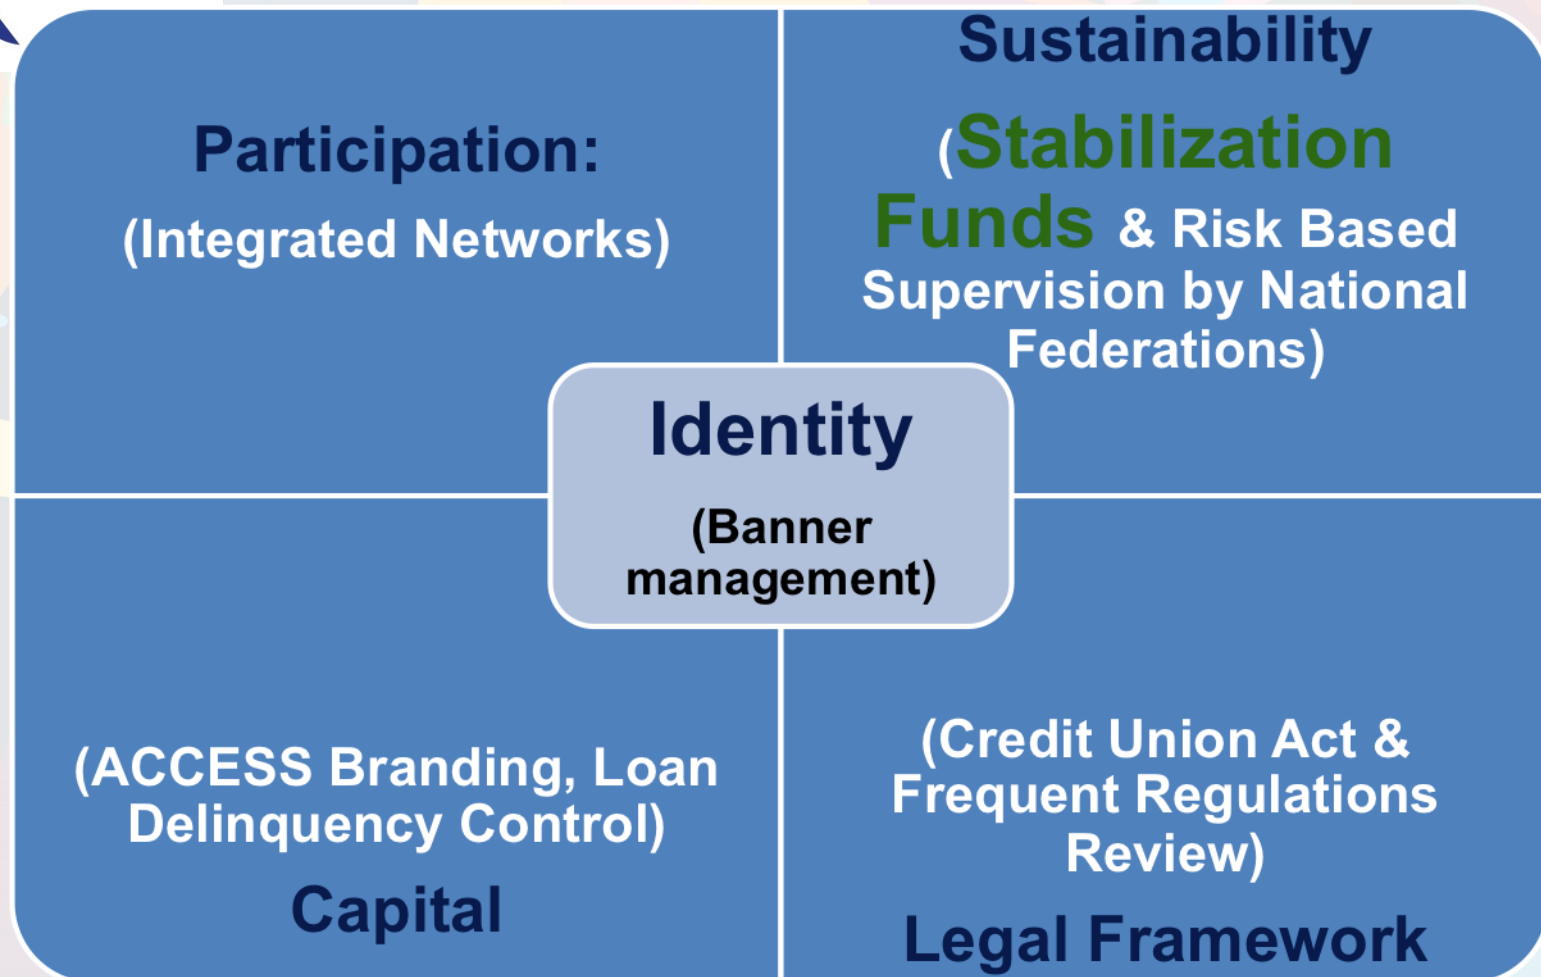 Participation:
(Integrated Networks)
Sustainability
(Stabilization
Funds & Risk Based
Supervision by National
Federations)
Identity
(Banner
management)
(ACCESS Branding, Loan
Delinquency Control)
Capital
(Credit Union Act &
Frequent Regulations
Review)
Legal Framework